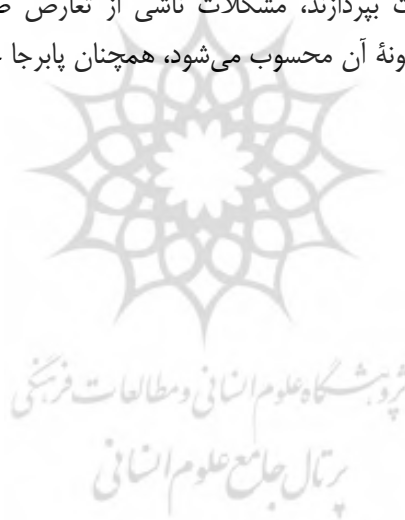 ت بپردازند، مشکلات ناشی از تعارض
ونهٔ آن محسوب می‌شود، همچنان پابرجا
پژوهشگاه علوم انسانی و مطالعات فرهنگی
پرتال جامع علوم انسانی